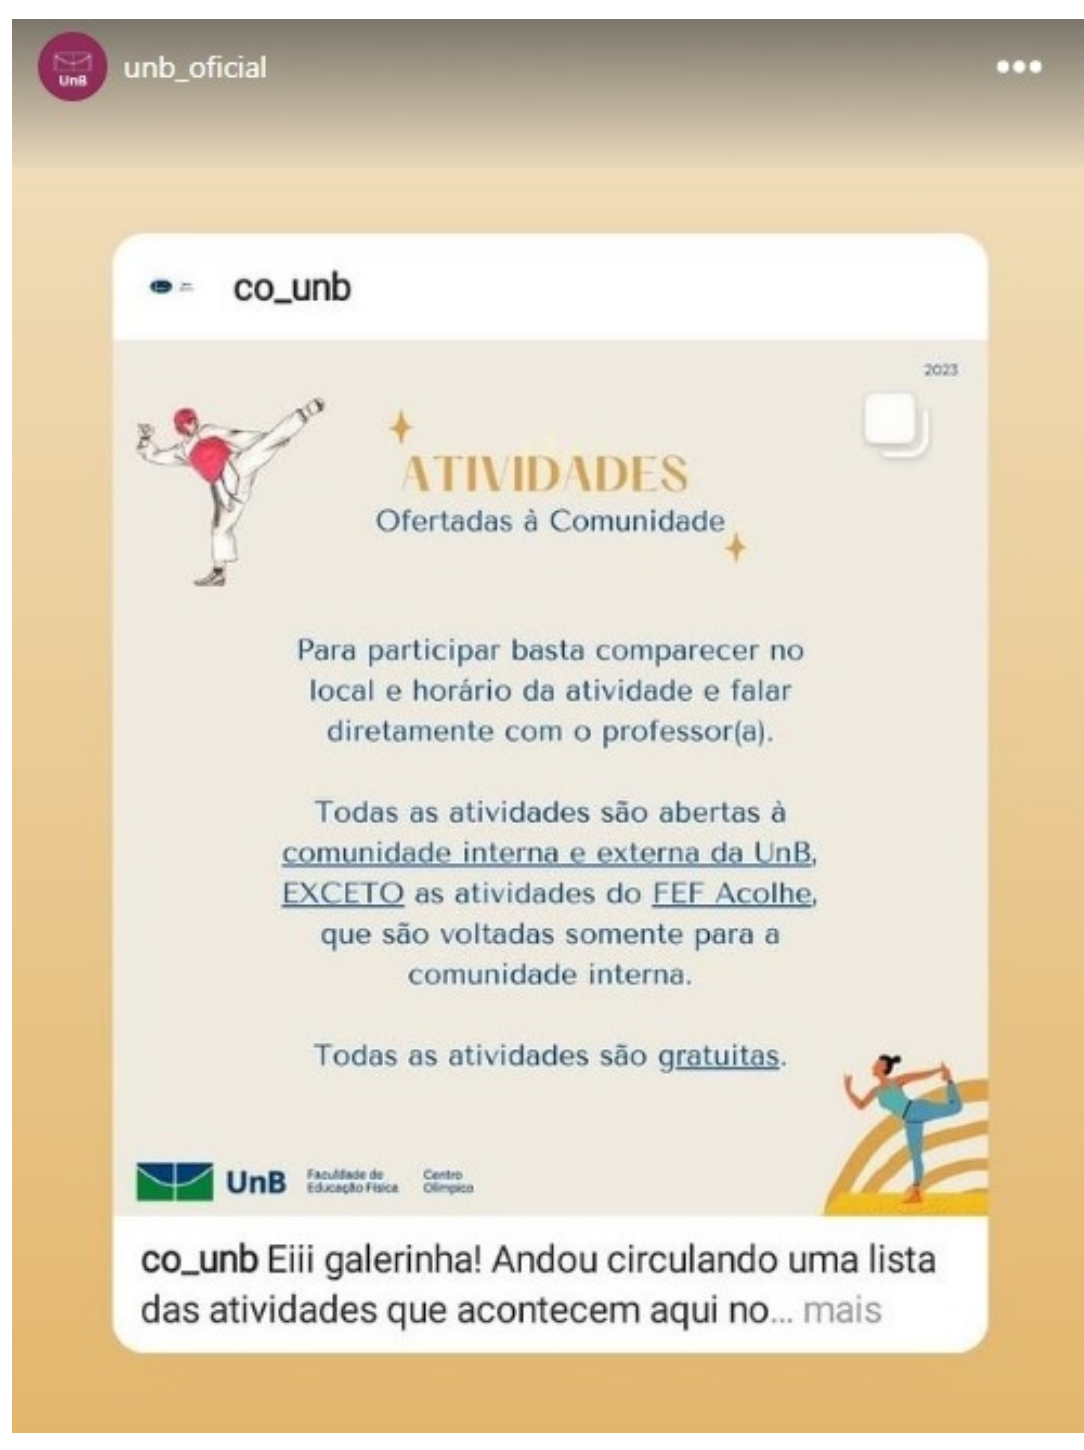 UnB
unb_oficial
co_unb
2023
ATIVIDADES
Ofertadas à Comunidade
Para participar basta comparecer no
local e horário da atividade e falar
diretamente com o professor(a).
Todas as atividades são abertas à
comunidade interna e externa da UnB,
EXCETO as atividades do FEF Acolhe,
que são voltadas somente para a
comunidade interna.
Todas as atividades são gratuitas.
UnB
Faculdade de
Educação Física
Centro
Olímpico
co_unb Eiii galerinha! Andou circulando uma lista
das atividades que acontecem aqui no... mais